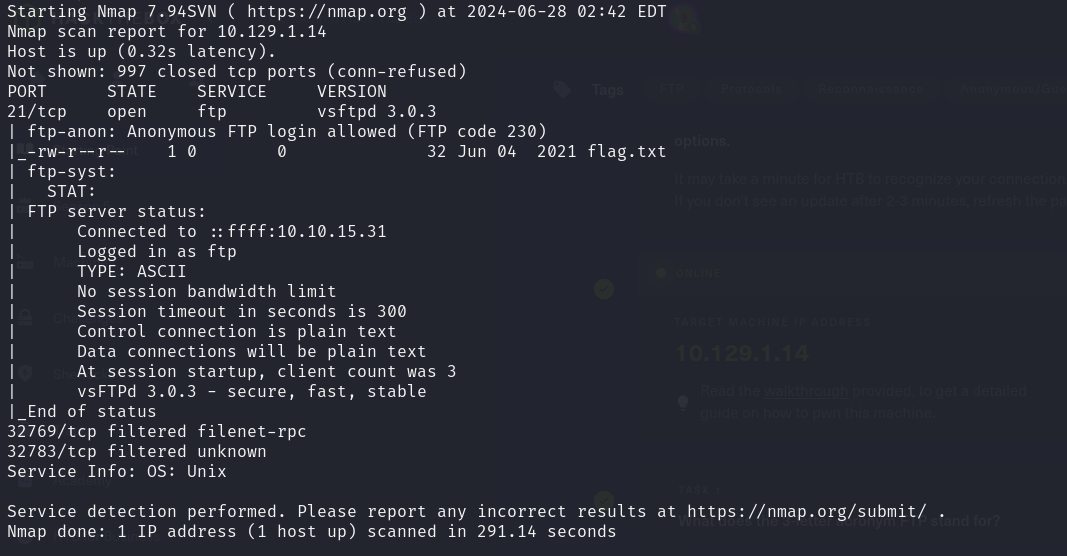 Starting Nmap 7.94SVN ( https://nmap.org ) at 2024-06-28 02:42 EDT
Nmap scan report for 10.129.1.14
Host is up (0.32s latency).
Not shown: 997 closed tcp ports (conn-refused)
PORT      STATE    SERVICE     VERSION
21/tcp    open     ftp         vsftpd 3.0.3
| ftp-anon: Anonymous FTP login allowed (FTP code 230)
|_-rw-r--r--    1 0        0              32 Jun 04  2021 flag.txt
| ftp-syst:
|   STAT:
| FTP server status:
|      Connected to ::ffff:10.10.15.31
|      Logged in as ftp
|      TYPE: ASCII
|      No session bandwidth limit
|      Session timeout in seconds is 300
|      Control connection is plain text
|      Data connections will be plain text
|      At session startup, client count was 3
|      vsFTPd 3.0.3 - secure, fast, stable
|_End of status
32769/tcp filtered filenet-rpc
32783/tcp filtered unknown
Service Info: OS: Unix
Service detection performed. Please report any incorrect results at https://nmap.org/submit/ .
Nmap done: 1 IP address (1 host up) scanned in 291.14 seconds
Tags
FTP
Protocols
Reconnaissance
options.
It may take a minute for HTB to recognize your connection
If you don't see an update after 2-3 minutes, refresh the
ONLINE
TARGET MACHINE IP ADDRESS
10.129.1.14
Read the walkthrough provided, to get a detailed
guide on how to pwn this machine.
TASK 1
What does the 3-letter acronym FTP stand for?